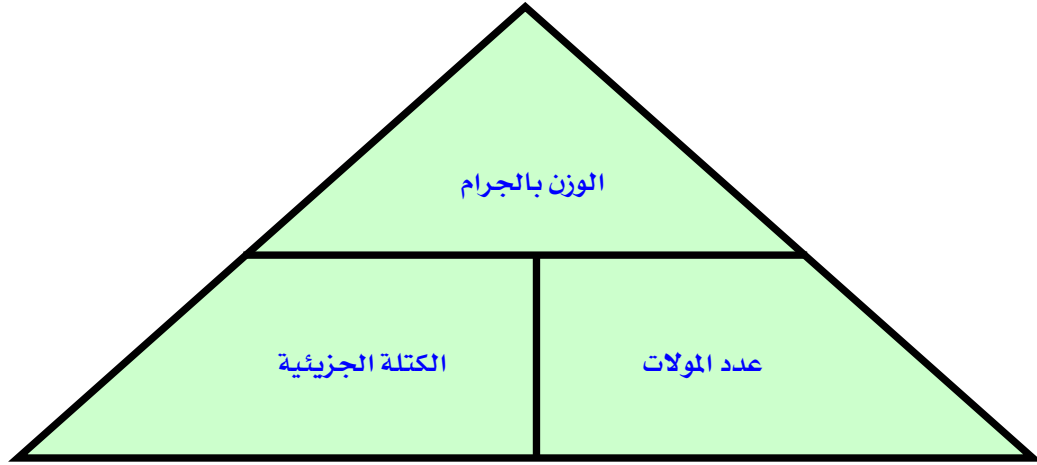 الوزن بالجرام
عدد المولات
الكتلة الجزيئية